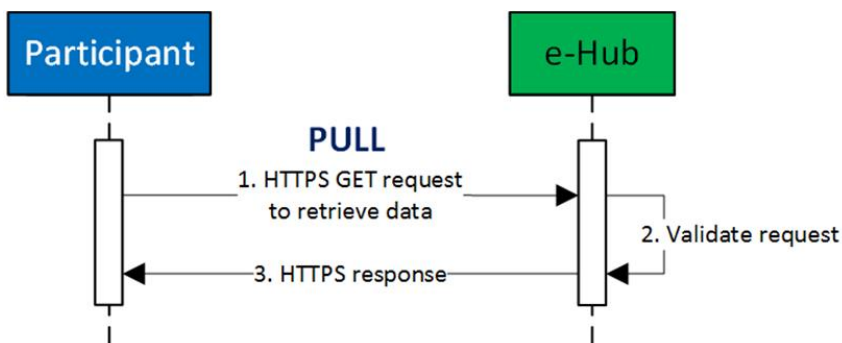 Participant
e-Hub
PULL
1. HTTPS GET request
to retrieve data
2. Validate request
3. HTTPS response